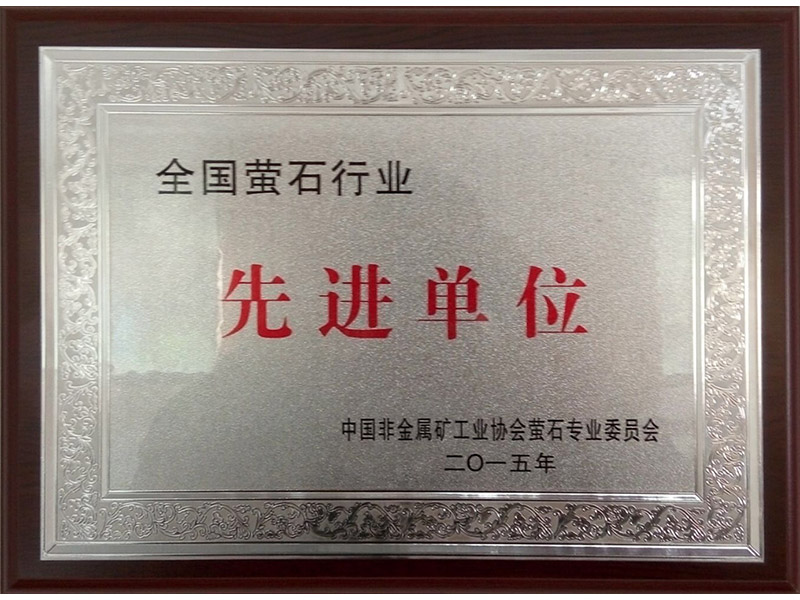 全国萤石行业
先进单位
中国非金属矿工业协会萤石专业委员会
二〇一五年